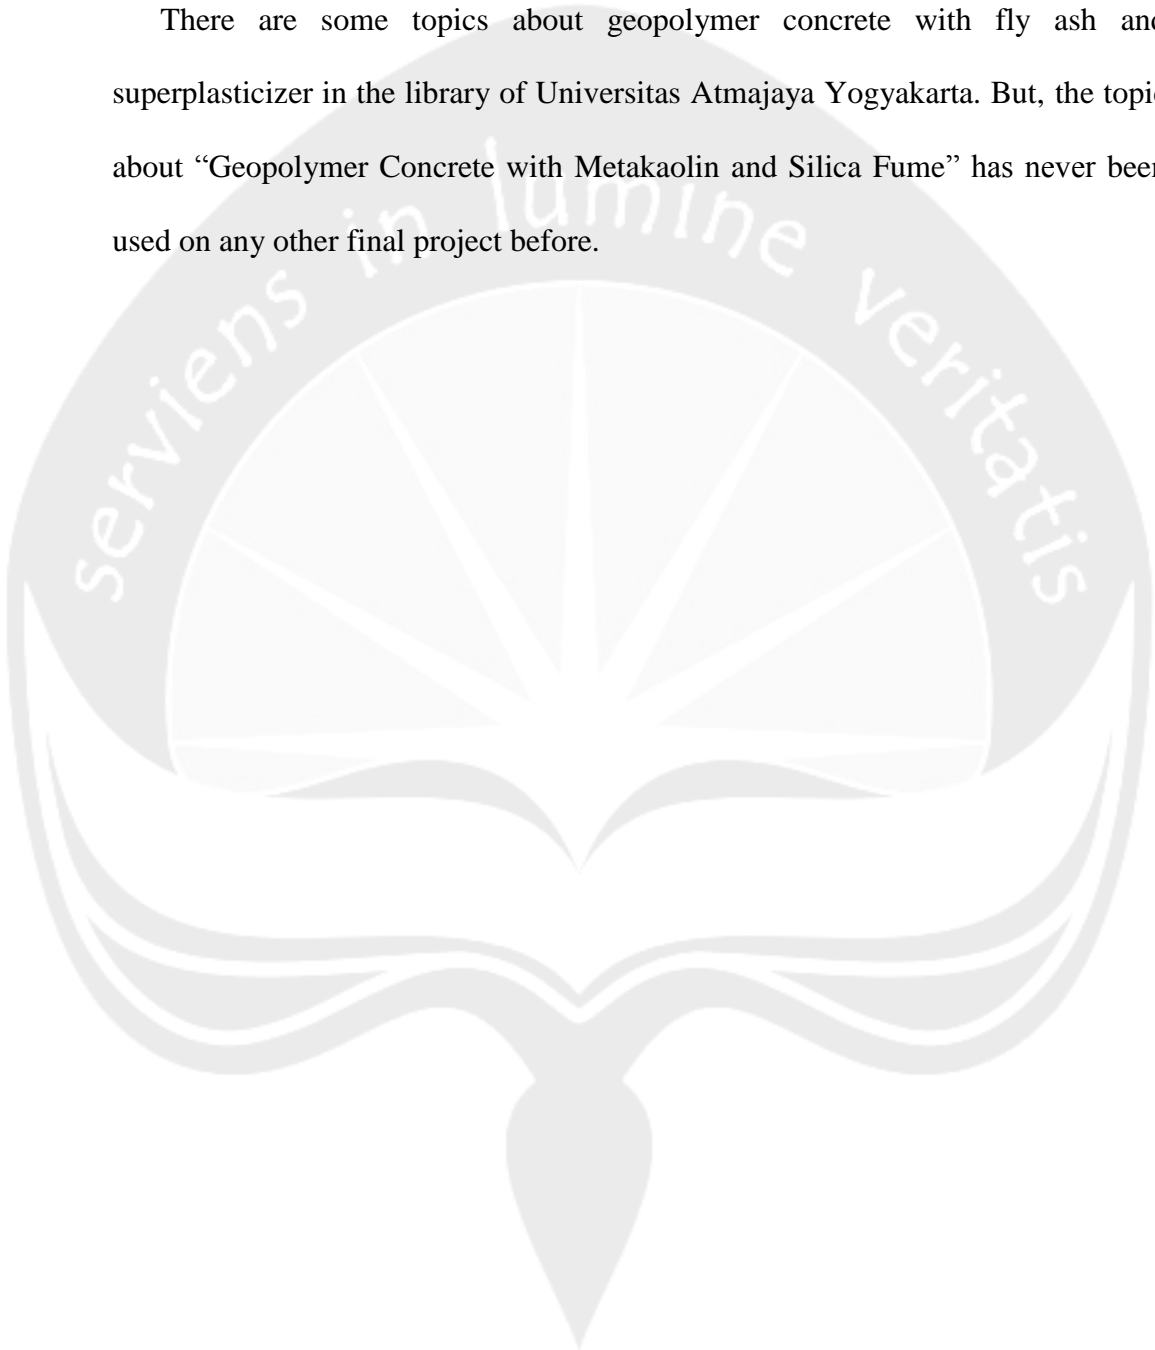 There are some topics about geopolymer concrete with fly ash and
superplasticizer in the library of Universitas Atmajaya Yogyakarta. But, the topic
about “Geopolymer Concrete with Metakaolin and Silica Fume” has never been
used on any other final project before.
serviens in lumine veritatis